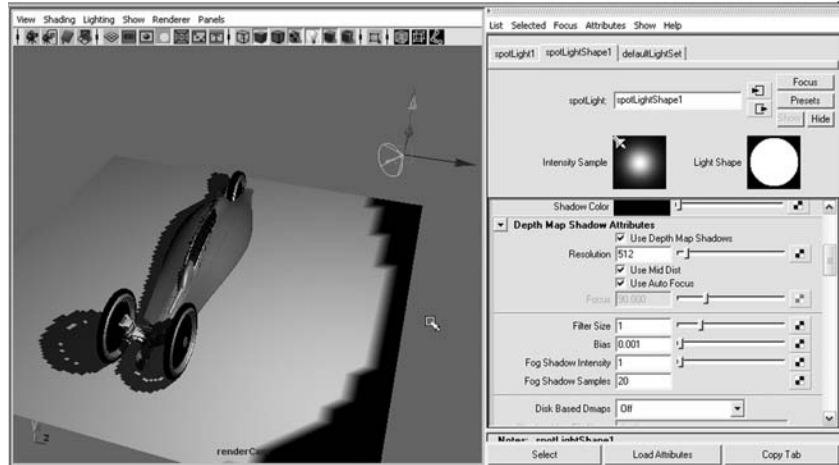 View Shading Lighting Show Renderer Panels
List Selected Focus Attributes Show Help
spotLight1 spotLightShape1 defaultLightSet
spotLight: spotLightShape1
Focus
Presets
Show Hide
Intensity Sample
Light Shape
Shadow Color
Depth Map Shadow Attributes
Use Depth Map Shadows
Resolution 512
Use Mid Dist
Use Auto Focus
Focus 90.000
Filter Size 1
Bias 0.001
Fog Shadow Intensity 1
Fog Shadow Samples 20
Disk Based Dmaps Off
Notes: spotLightShape1
Select Load Attributes Copy Tab
z